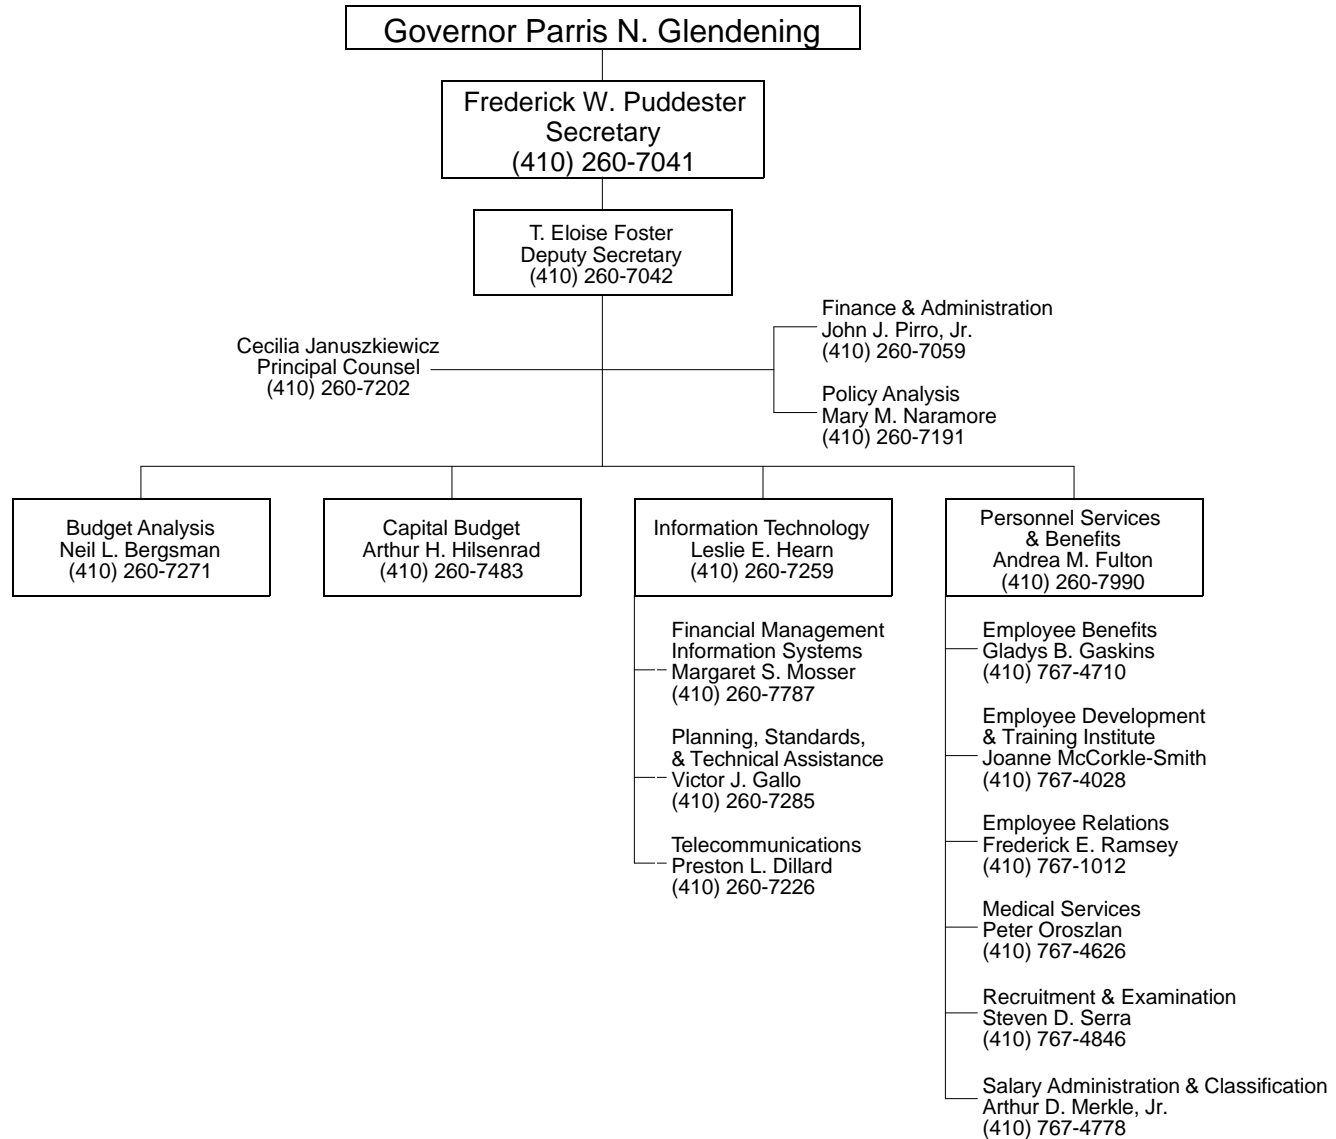 Governor Parris N. Glendening
Frederick W. Puddester
Secretary
(410) 260-7041
T. Eloise Foster
Deputy Secretary
(410) 260-7042
Cecilia Januszkiewicz
Principal Counsel
(410) 260-7202
Finance & Administration
John J. Pirro, Jr.
(410) 260-7059
Policy Analysis
Mary M. Naramore
(410) 260-7191
Budget Analysis
Neil L. Bergsman
(410) 260-7271
Capital Budget
Arthur H. Hilsenrad
(410) 260-7483
Information Technology
Leslie E. Hearn
(410) 260-7259
Financial Management
Information Systems
Margaret S. Mosser
(410) 260-7787
Planning, Standards,
& Technical Assistance
Victor J. Gallo
(410) 260-7285
Telecommunications
Preston L. Dillard
(410) 260-7226
Personnel Services
& Benefits
Andrea M. Fulton
(410) 260-7990
Employee Benefits
Gladys B. Gaskins
(410) 767-4710
Employee Development
& Training Institute
Joanne McCorkle-Smith
(410) 767-4028
Employee Relations
Frederick E. Ramsey
(410) 767-1012
Medical Services
Peter Oroszlan
(410) 767-4626
Recruitment & Examination
Steven D. Serra
(410) 767-4846
Salary Administration & Classification
Arthur D. Merkle, Jr.
(410) 767-4778